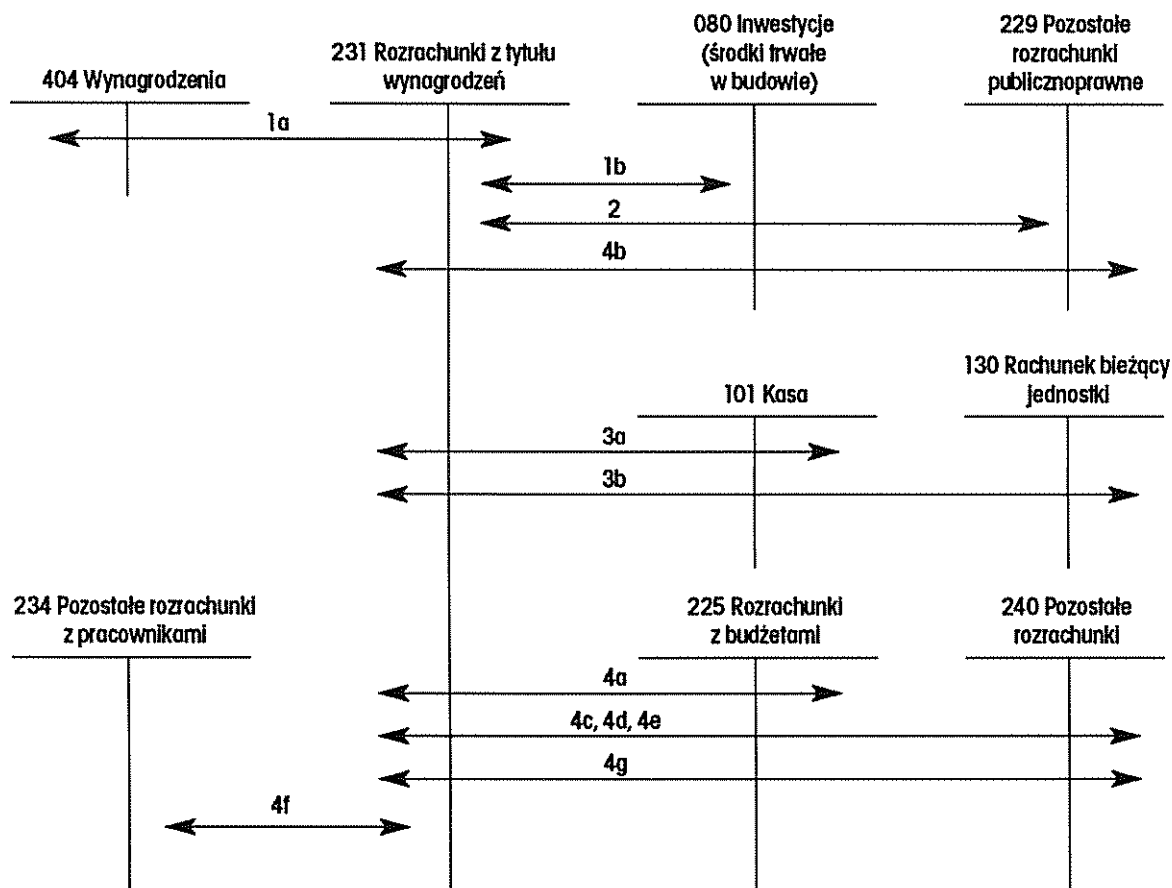 404 Wynagrodzenia
231 Rozrachunki z tytułu
wynagrodzeń
080 Inwestycje
(środki trwałe
w budowie)
229 Pozostałe
rozrachunki
publicznoprawne
1a
1b
2
4b
101 Kasa
130 Rachunek bieżący
jednostki
3a
3b
234 Pozostałe rozrachunki
z pracownikami
225 Rozrachunki
z budżetami
240 Pozostałe
rozrachunki
4a
4c, 4d, 4e
4g
4f